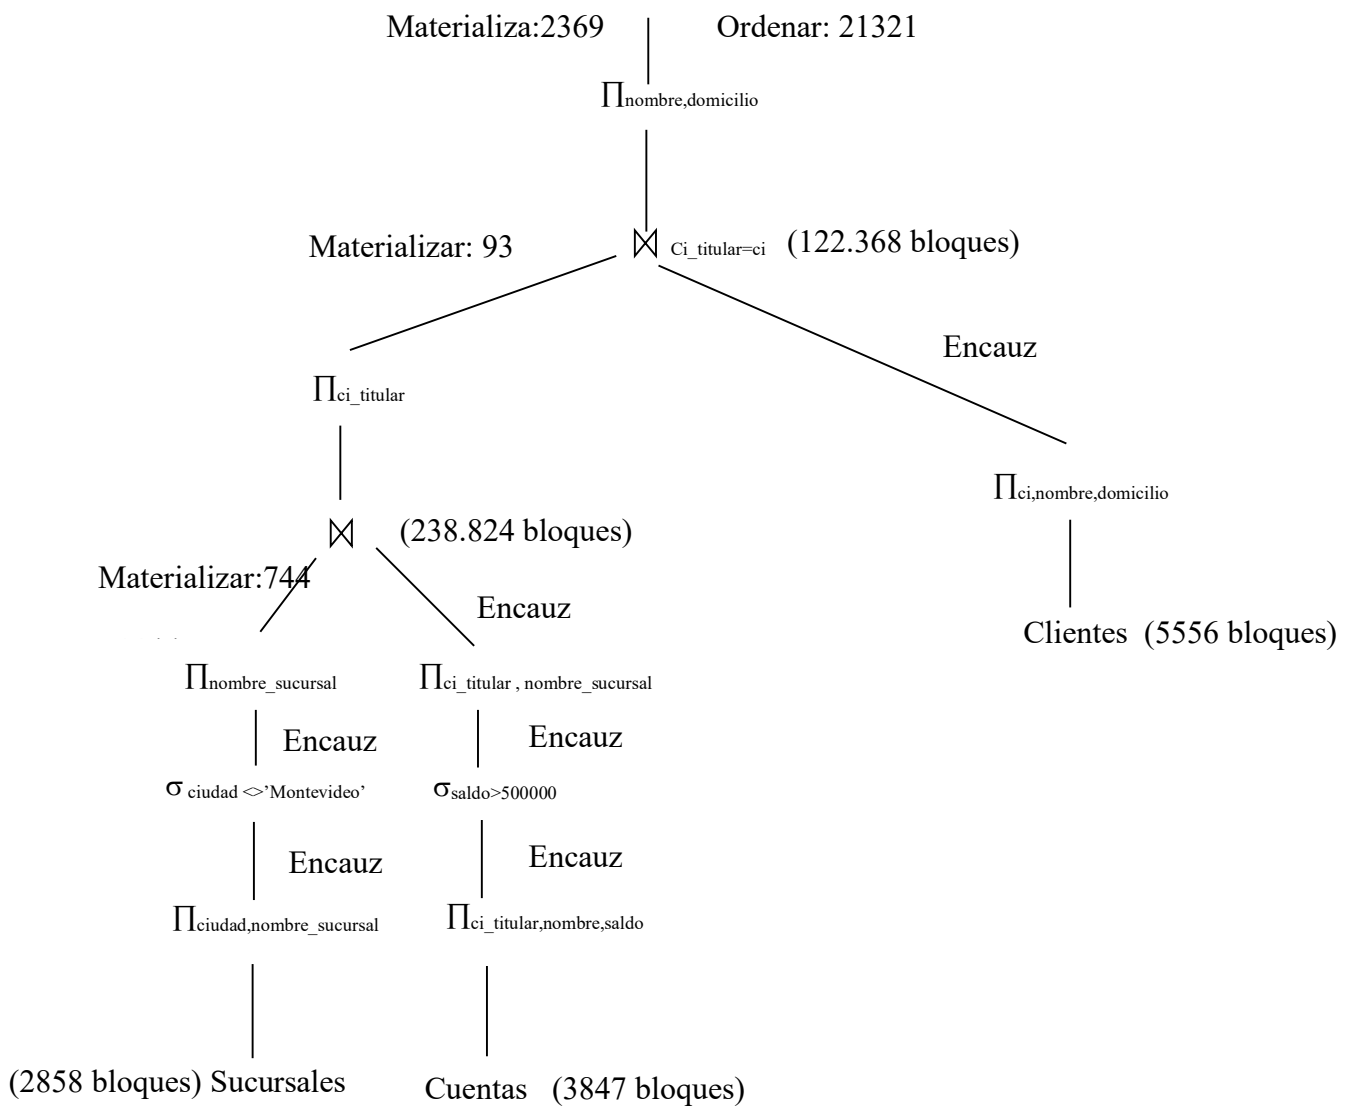 Materializa:2369 Ordenar: 21321
∏nombre,domicilio
Materializar: 93 ⋈ Ci_titular=ci (122.368 bloques)
Encauz
∏ci_titular
∏ci,nombre,domicilio
⋈ (238.824 bloques)
Materializar:744
Encauz
Clientes (5556 bloques)
∏nombre_sucursal ∏ci_titular , nombre_sucursal
Encauz Encauz
σ ciudad <>’Montevideo’ σsaldo>500000
Encauz Encauz
∏ciudad,nombre_sucursal ∏ci_titular,nombre,saldo
(2858 bloques) Sucursales Cuentas (3847 bloques)